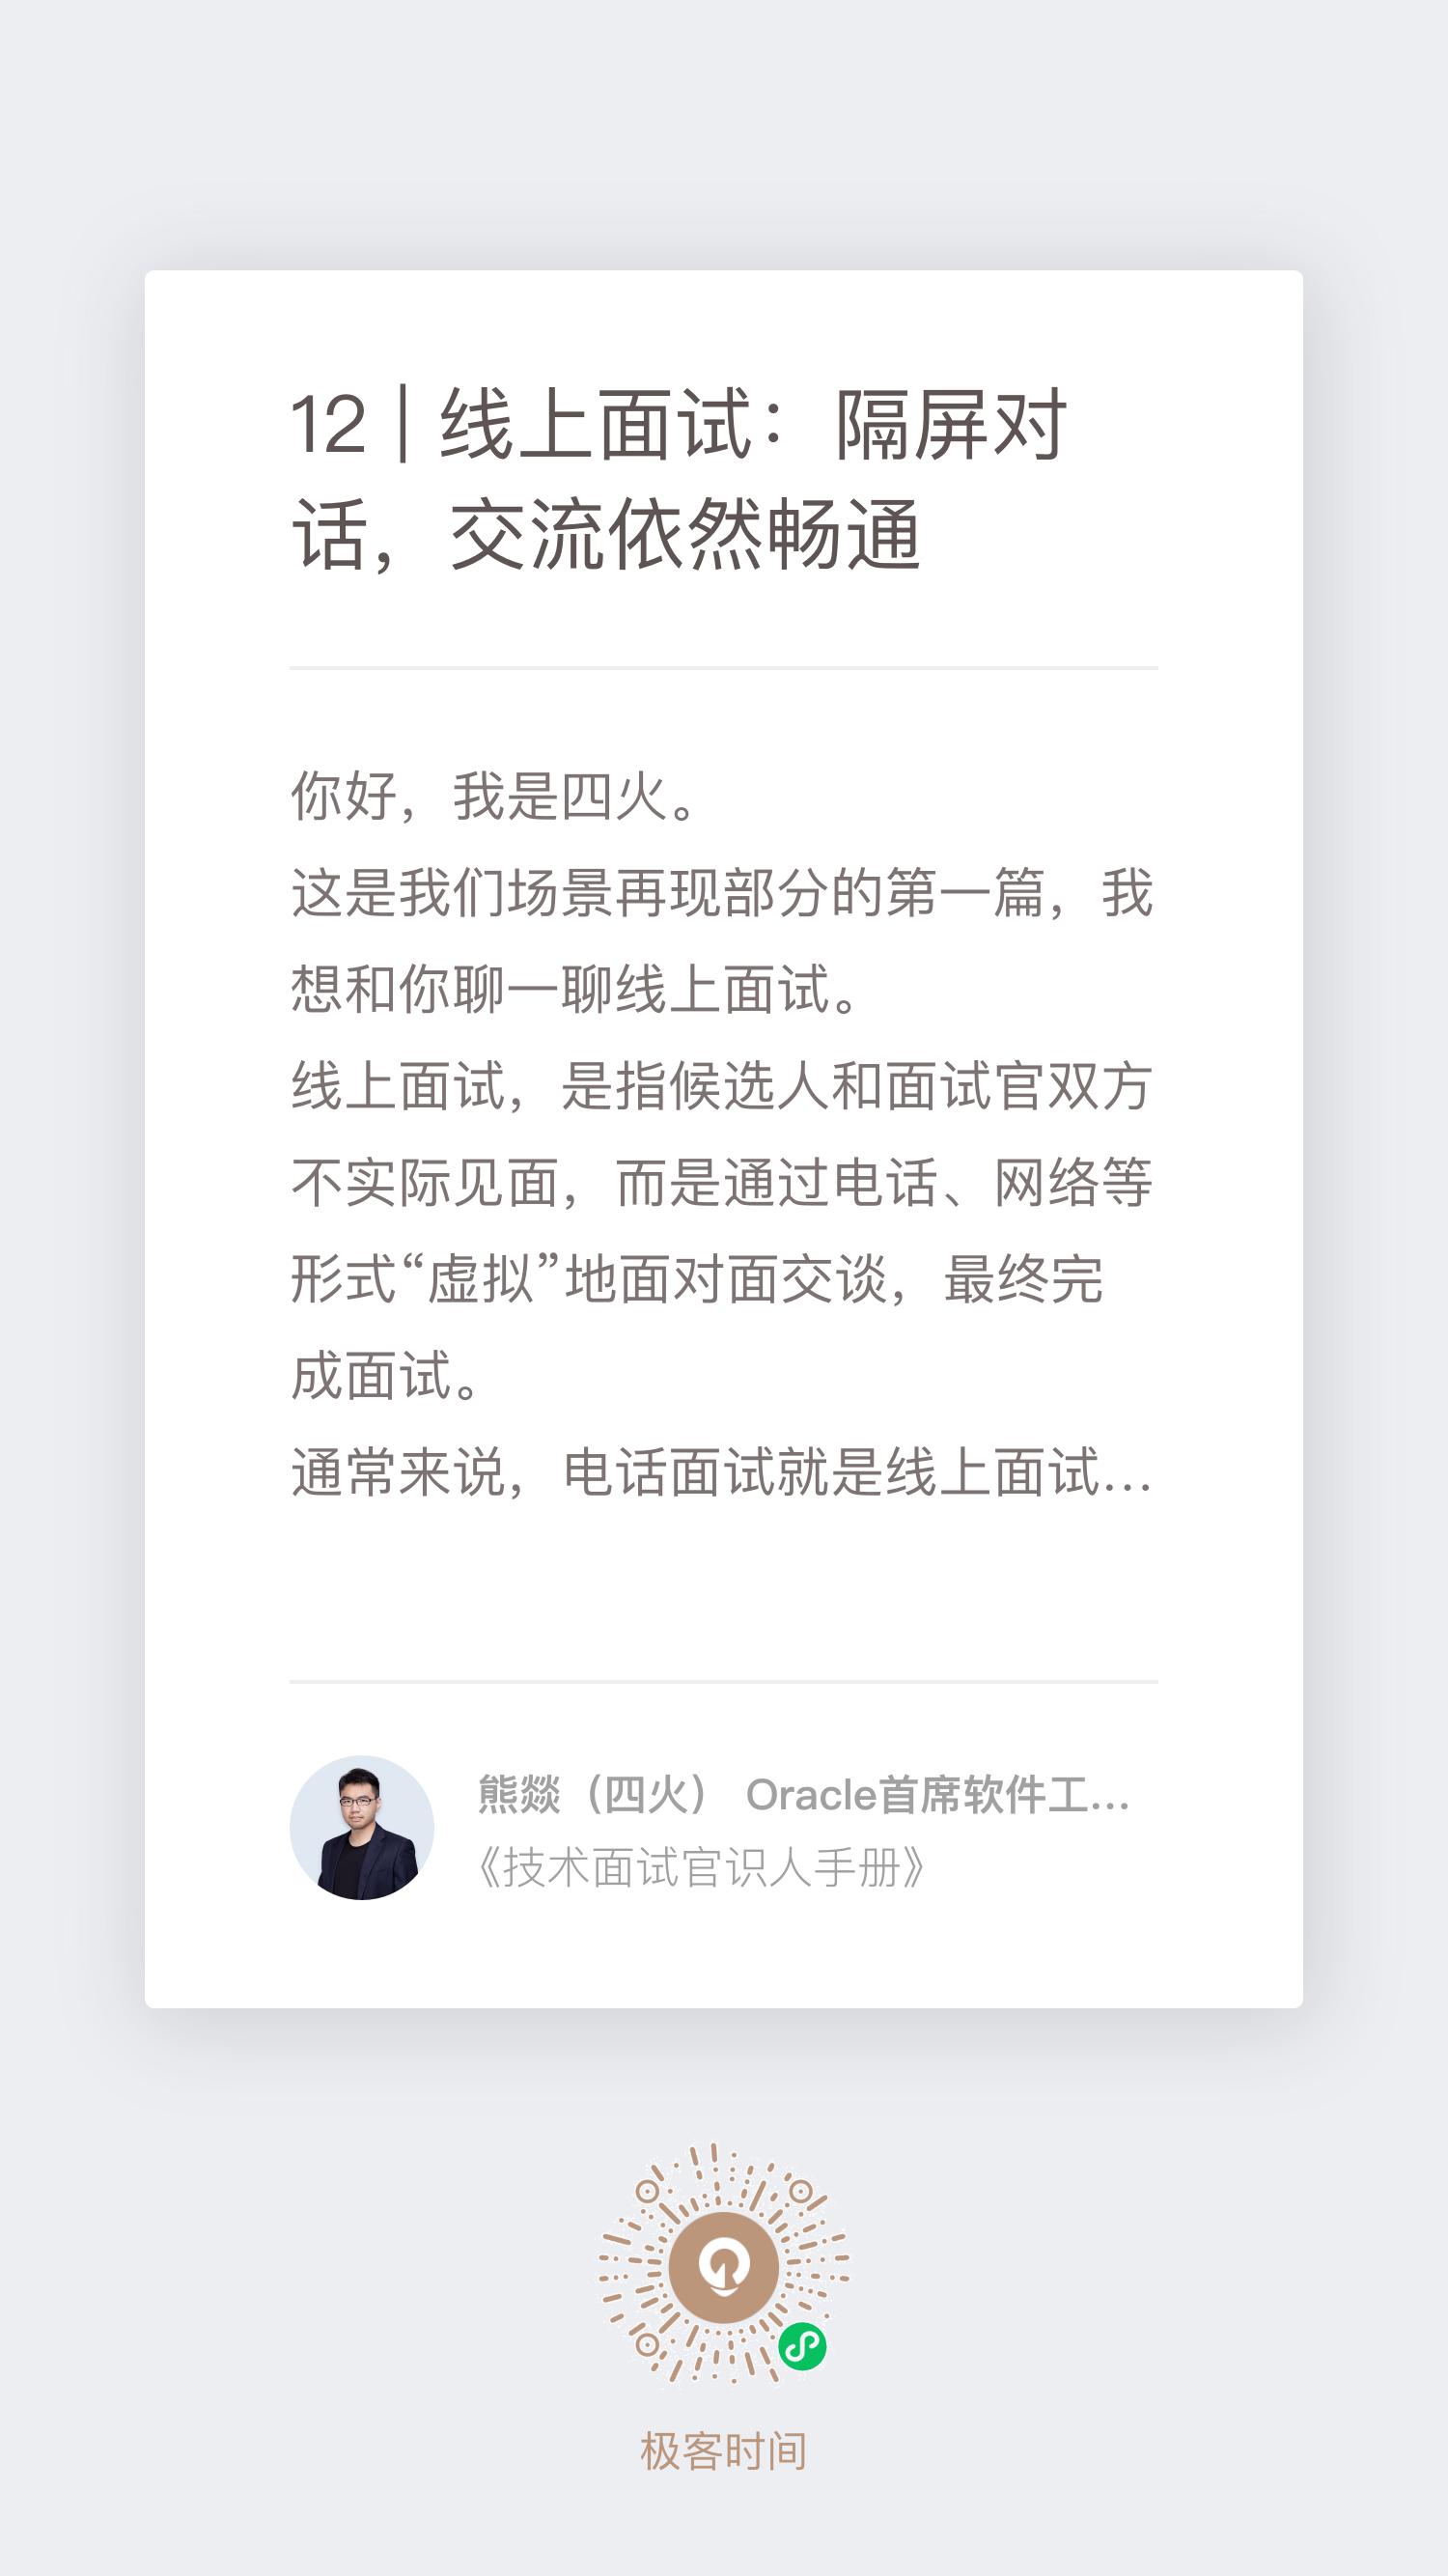 12 | 线上面试：隔屏对
话，交流依然畅通
你好，我是四火。
这是我们场景再现部分的第一篇，我
想和你聊一聊线上面试。
线上面试，是指候选人和面试官双方
不实际见面，而是通过电话、网络等
形式“虚拟”地面对面交谈，最终完
成面试。
通常来说，电话面试就是线上面试...
熊燚（四火） Oracle首席软件工...
《技术面试官识人手册》
极客时间